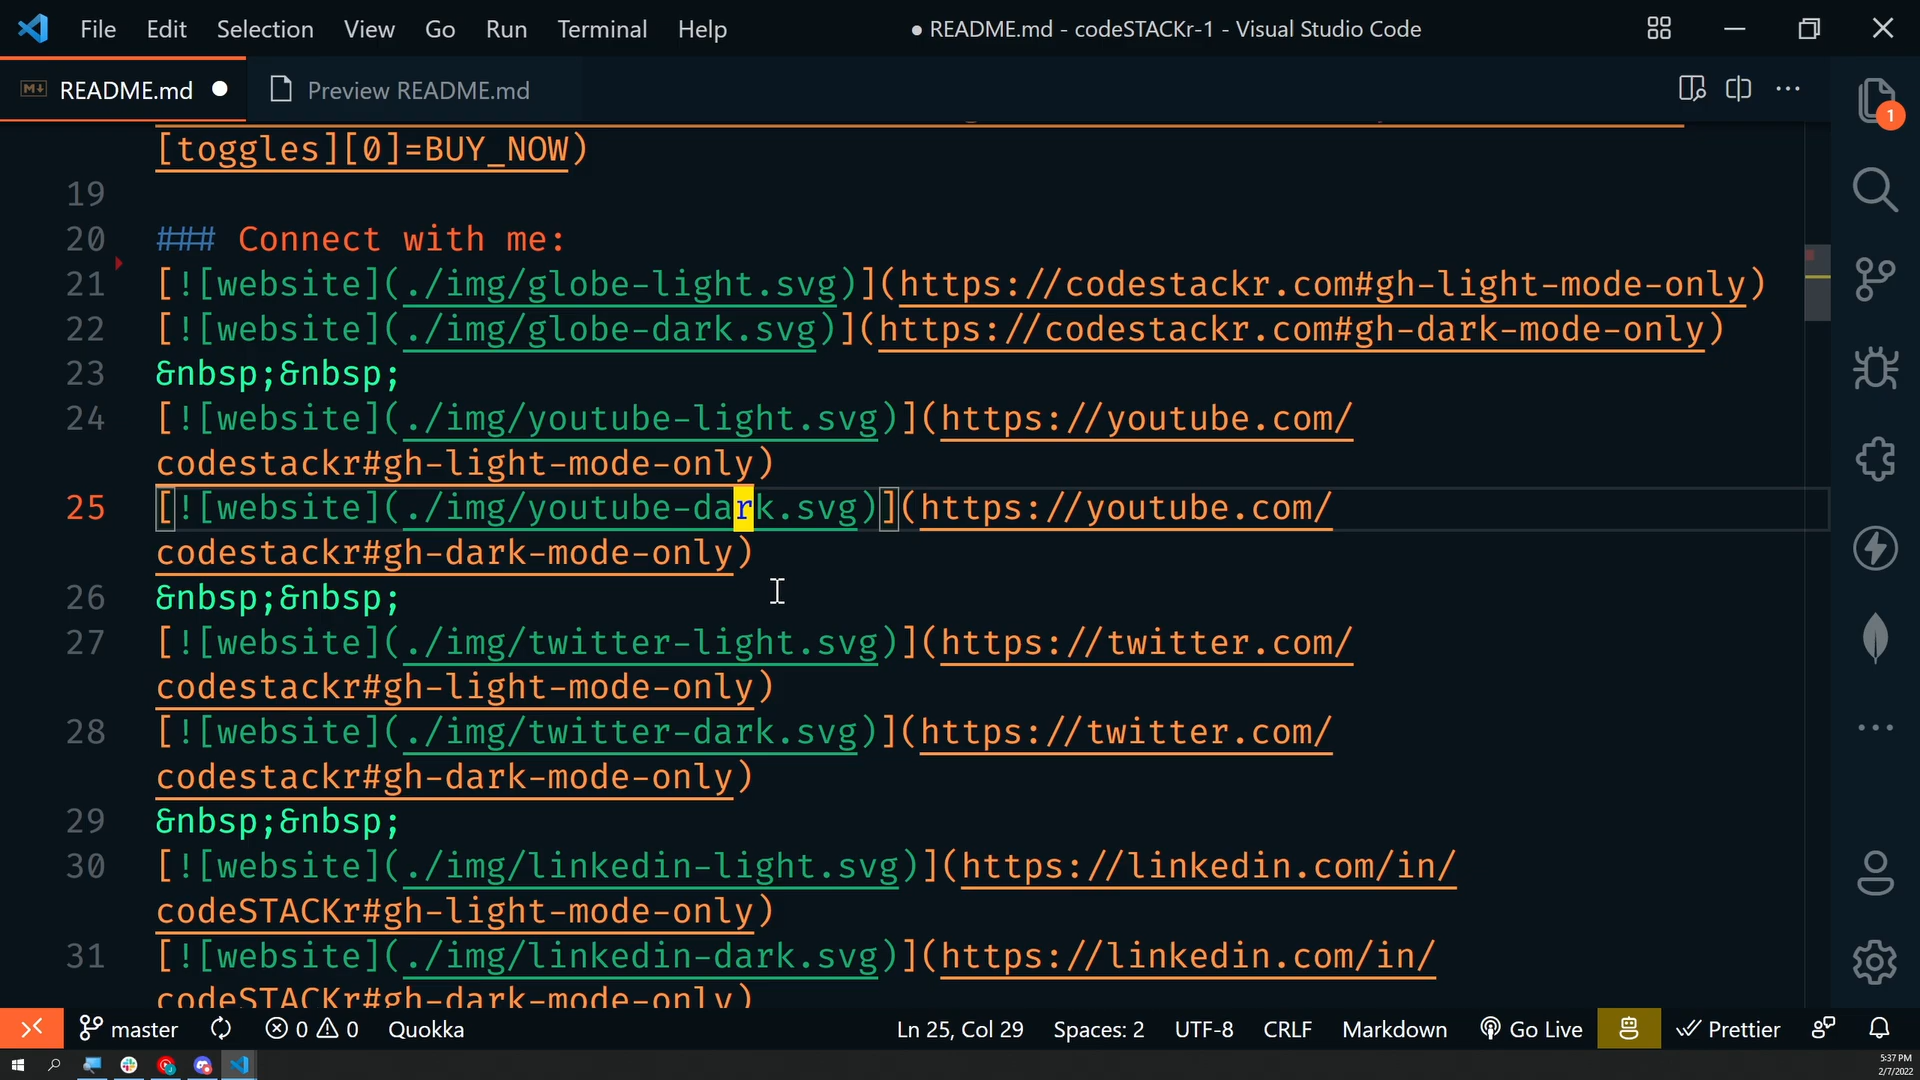 File Edit Selection View Go Run Terminal Help
● README.md - codeSTACKr-1 - Visual Studio Code
README.md
Preview README.md
1
[toggles][0]=BUY_NOW)
19
20 ### Connect with me:
21 [![website](./img/globe-light.svg)](https://codestackr.com#gh-light-mode-only)
22 [![website](./img/globe-dark.svg)](https://codestackr.com#gh-dark-mode-only)
23 &nbsp;&nbsp;
24 [![website](./img/youtube-light.svg)](https://youtube.com/
codestackr#gh-light-mode-only)
25 [![website](./img/youtube-dark.svg)](https://youtube.com/
codestackr#gh-dark-mode-only)
26 &nbsp;&nbsp;
27 [![website](./img/twitter-light.svg)](https://twitter.com/
codestackr#gh-light-mode-only)
28 [![website](./img/twitter-dark.svg)](https://twitter.com/
codestackr#gh-dark-mode-only)
29 &nbsp;&nbsp;
30 [![website](./img/linkedin-light.svg)](https://linkedin.com/in/
codeSTACKr#gh-light-mode-only)
31 [![website](./img/linkedin-dark.svg)](https://linkedin.com/in/
codeSTACKr#gh-dark-mode-only)
master 0 0 Quokka Ln 25, Col 29 Spaces: 2 UTF-8 CRLF Markdown Go Live Prettier
5:37 PM
2/7/2022